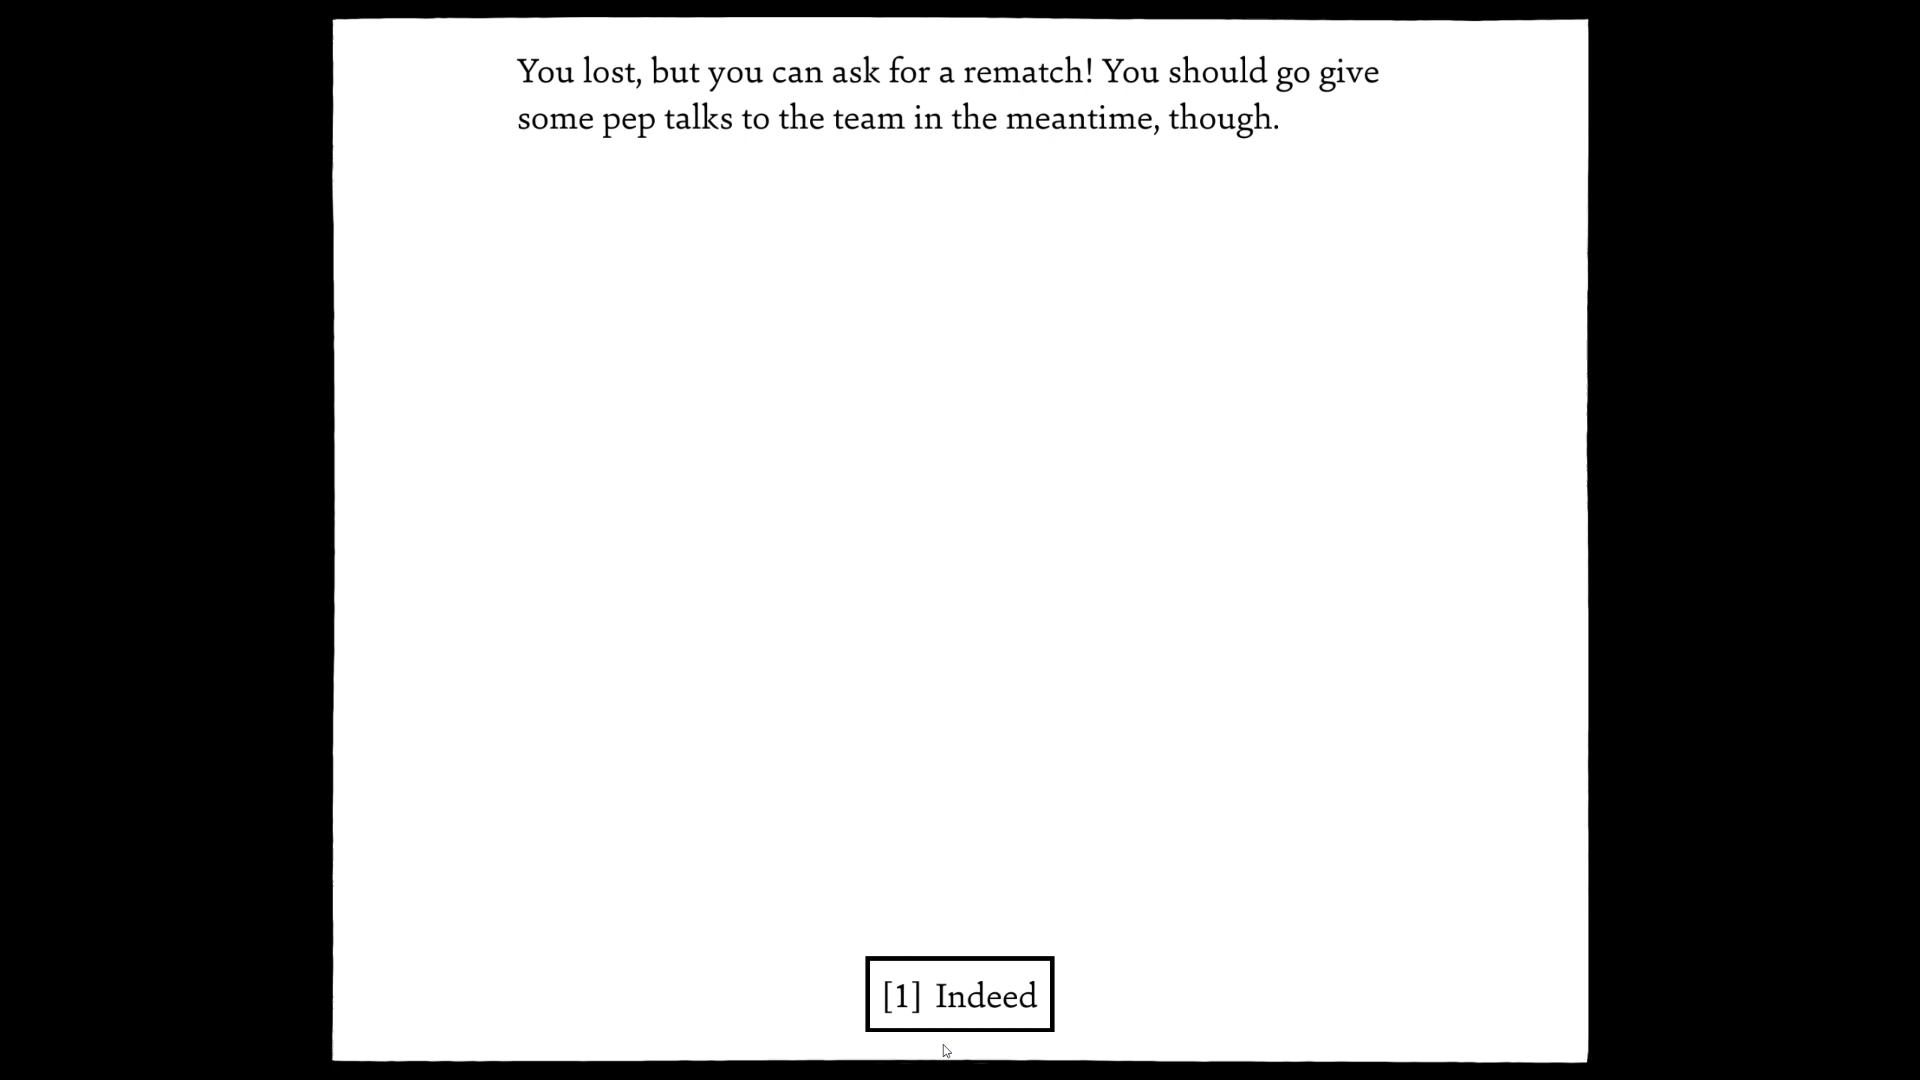 You lost, but you can ask for a rematch! You should go give
some pep talks to the team in the meantime, though.
[1] Indeed